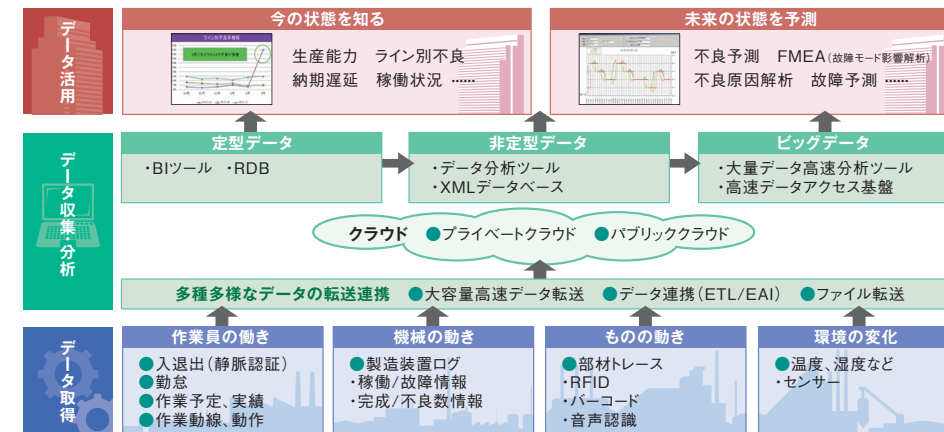 データ活用
今の状態を知る
ライン別不良率推移
生産能力 ライン別不良
納期遅延 稼働状況 ……
未来の状態を予測
不良予測 FMEA(故障モード影響解析)
不良原因解析 故障予測 ……
データ収集・分析
定型データ
・BIツール ・RDB
非定型データ
・データ分析ツール
・XMLデータベース
ビッグデータ
・大量データ高速分析ツール
・高速データアクセス基盤
クラウド ●プライベートクラウド ●パブリッククラウド
多種多様なデータの転送連携 ●大容量高速データ転送 ●データ連携(ETL/EAI) ●ファイル転送
データ取得
作業員の働き
●入退出(静脈認証)
●勤怠
●作業予定、実績
●作業動線、動作
機械の動き
●製造装置ログ
・稼働/故障情報
・完成/不良数情報
ものの動き
●部材トレース
・RFID
・バーコード
・音声認識
環境の変化
●温度、湿度など
・センサー